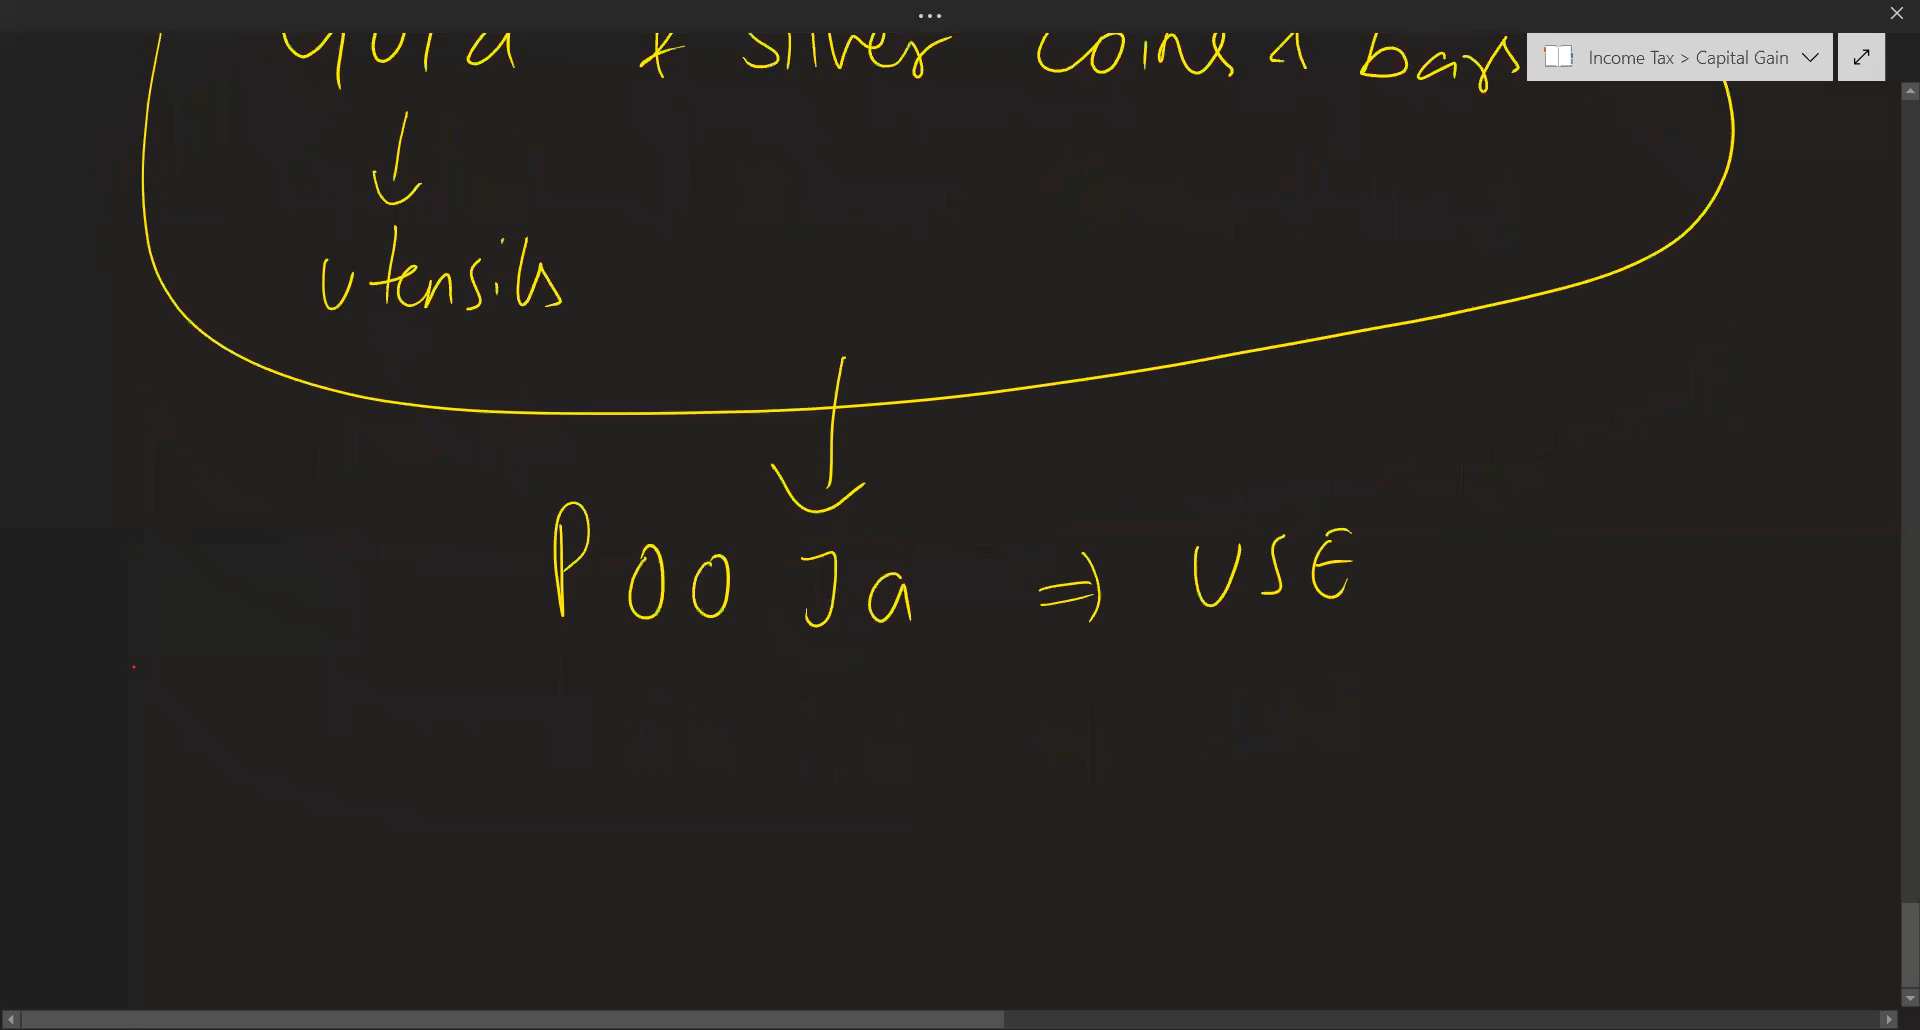 Gold & silver coins & bars
Income Tax > Capital Gain
utensils
POOJa ⇒ USE